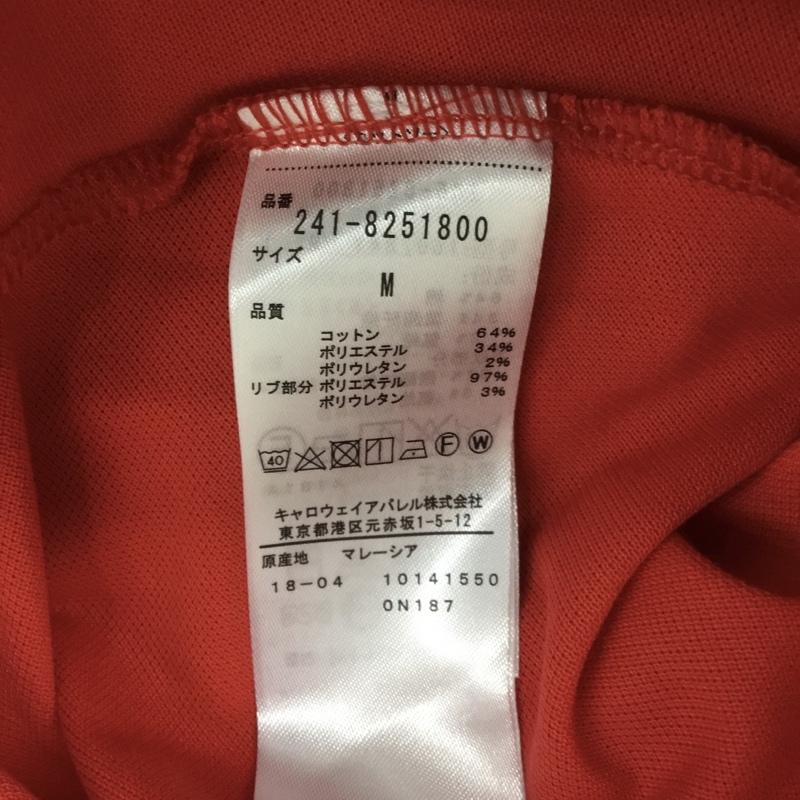 品番
241-8251800
サイズ
M
品質
コットン 64%
ポリエステル 34%
ポリウレタン 2%
リブ部分 ポリエステル 97%
ポリウレタン 3%
40 F W
キャロウェイアパレル株式会社
東京都港区元赤坂1-5-12
原産地 マレーシア
18-04 10141550
0N187